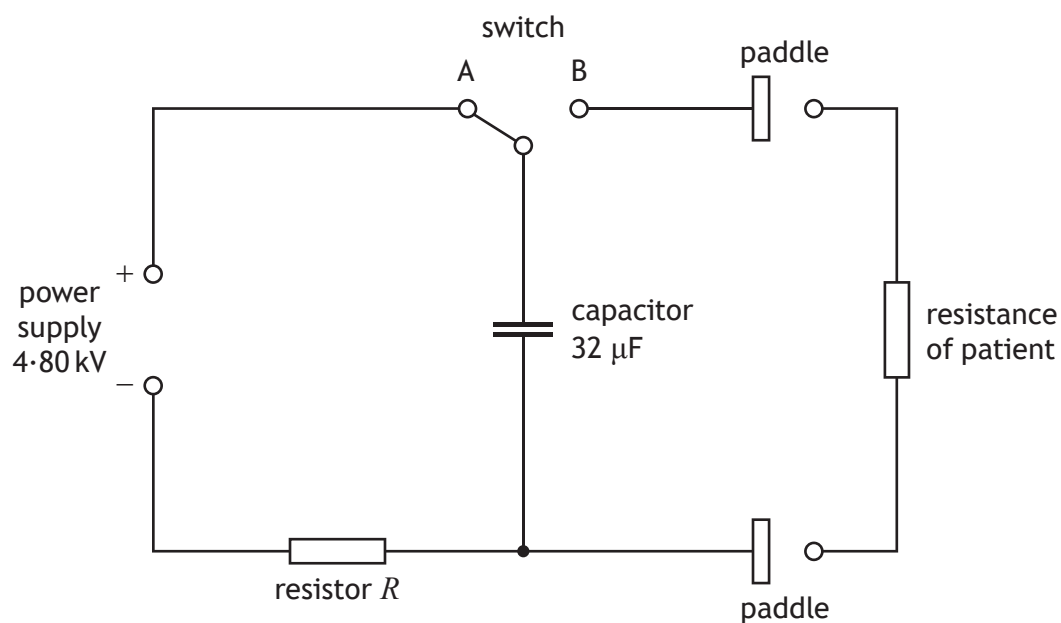 switch
A
B
paddle
+
power
supply
4·80 kV
−
capacitor
32 μF
resistance
of patient
resistor R
paddle